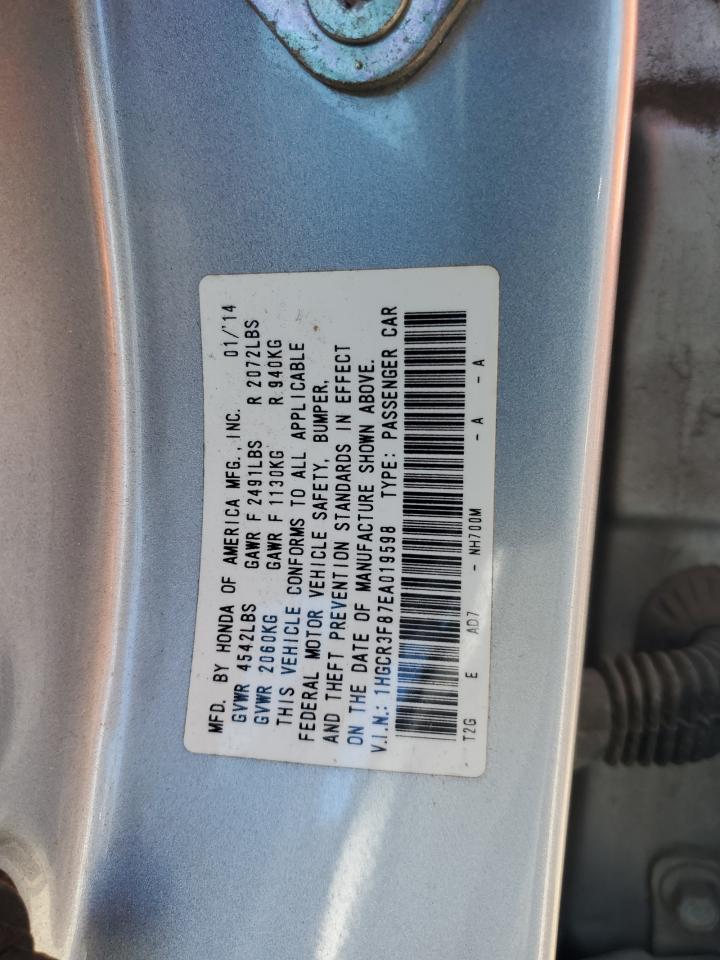 MFD. BY HONDA OF AMERICA MFG., INC. 01/'14
GVWR 4542LBS GAWR F 2491LBS R 2072LBS
GVWR 2060KG GAWR F 1130KG R 940KG
THIS VEHICLE CONFORMS TO ALL APPLICABLE
FEDERAL MOTOR VEHICLE SAFETY, BUMPER,
AND THEFT PREVENTION STANDARDS IN EFFECT
ON THE DATE OF MANUFACTURE SHOWN ABOVE.
V.I.N.: 1HGCR3F87EA019598 TYPE: PASSENGER CAR
T2G E AD7 - NH700M - A - A